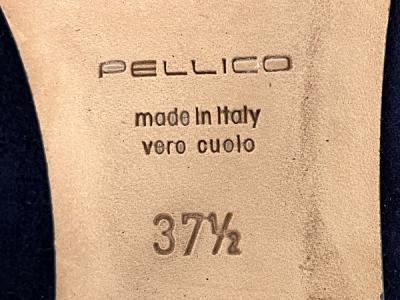 PELLICO
made in Italy
vero cuolo
37½